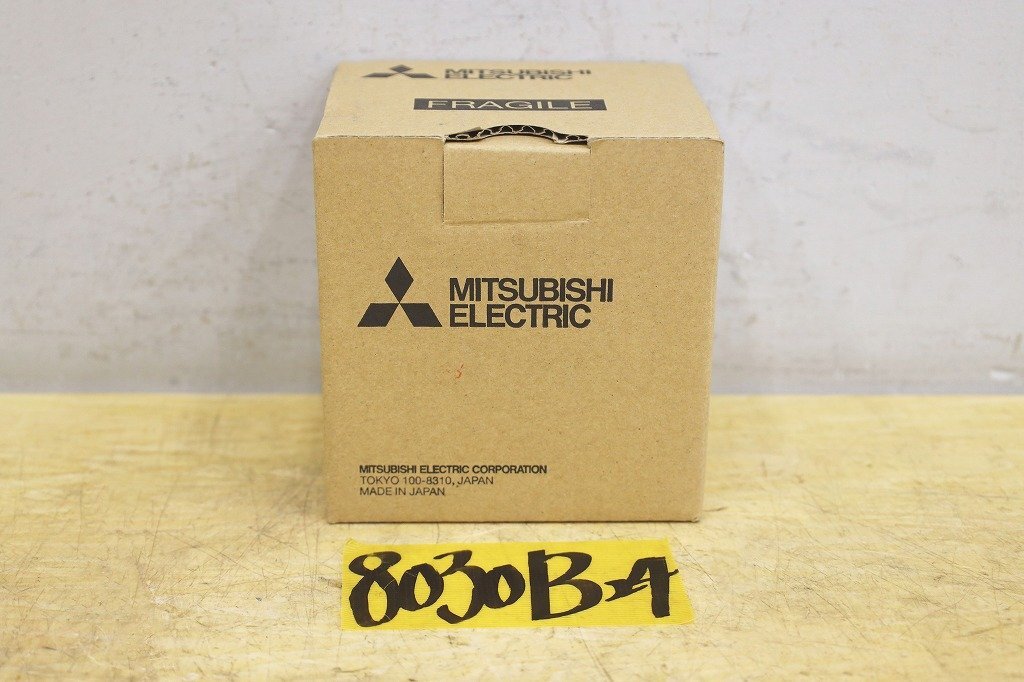 MITSUBISHI
ELECTRIC
FRAGILE
MITSUBISHI
ELECTRIC
MITSUBISHI ELECTRIC CORPORATION
TOKYO 100-8310, JAPAN
MADE IN JAPAN
8030B-4